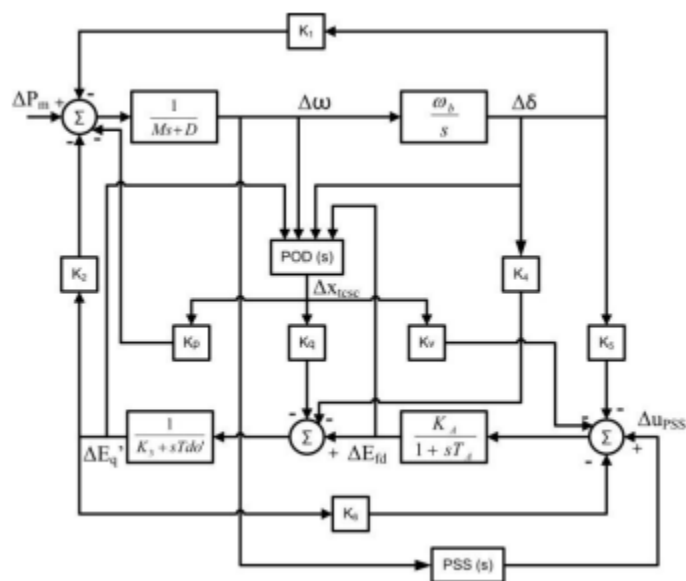 K₁
ΔPₘ + -
Σ
- -
1
Ms+D
Δω
ω_b
s
Δδ
K₂
POD (s)
K₄
Δx_tcsc
K_p
K_q
K_v
K₅
- -
Σ
+
1
K₃ + sTdo'
ΔE_q'
ΔE_fd
K_A
1 + sT_A
- -
Σ
- +
Δu_PSS
K₆
PSS (s)